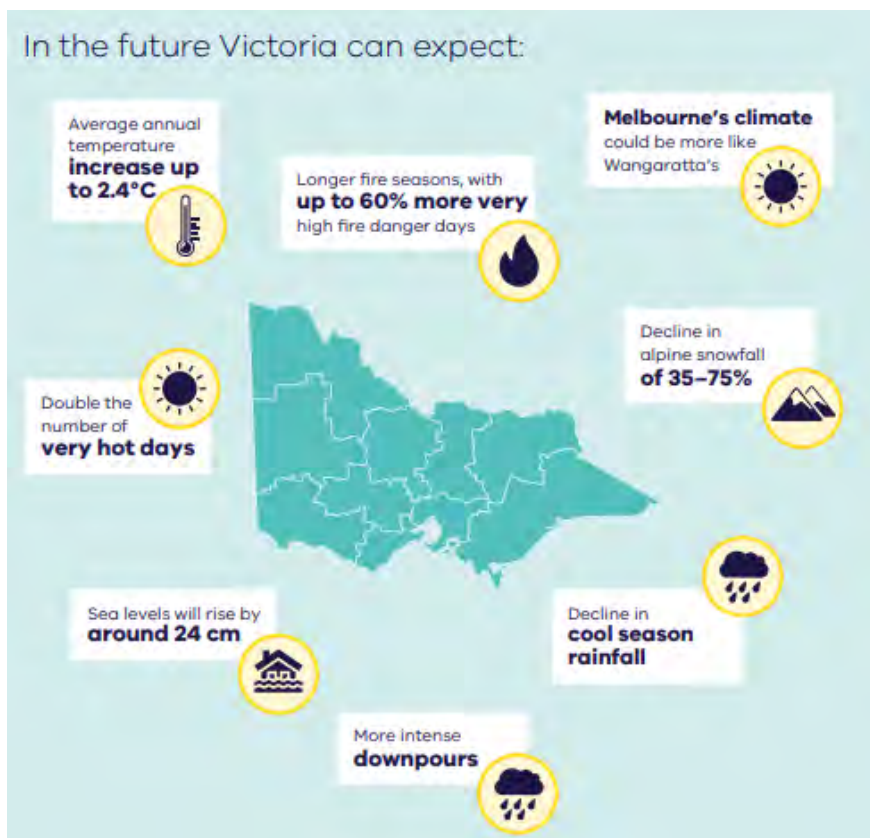 In the future Victoria can expect:
Average annual
temperature
increase up
to 2.4°C
Longer fire seasons, with
up to 60% more very
high fire danger days
Melbourne's climate
could be more like
Wangaratta's
Double the
number of
very hot days
Decline in
alpine snowfall
of 35–75%
Sea levels will rise by
around 24 cm
Decline in
cool season
rainfall
More intense
downpours